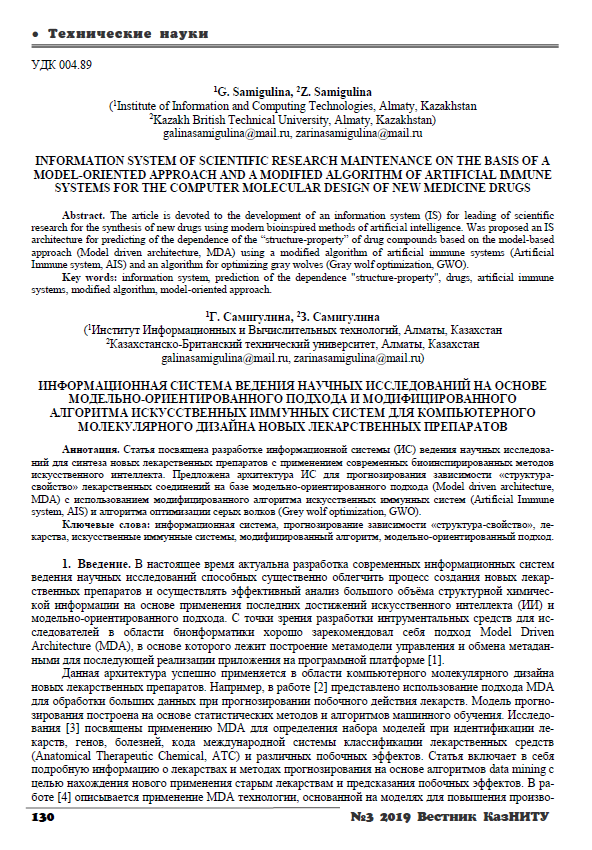 • Технические науки
УДК 004.89
¹G. Samigulina, ²Z. Samigulina
(¹Institute of Information and Computing Technologies, Almaty, Kazakhstan
²Kazakh British Technical University, Almaty, Kazakhstan)
galinasamigulina@mail.ru, zarinasamigulina@mail.ru
INFORMATION SYSTEM OF SCIENTIFIC RESEARCH MAINTENANCE ON THE BASIS OF A
MODEL-ORIENTED APPROACH AND A MODIFIED ALGORITHM OF ARTIFICIAL IMMUNE
SYSTEMS FOR THE COMPUTER MOLECULAR DESIGN OF NEW MEDICINE DRUGS
Abstract. The article is devoted to the development of an information system (IS) for leading of scientific
research for the synthesis of new drugs using modern bioinspired methods of artificial intelligence. Was proposed an IS
architecture for predicting of the dependence of the “structure-property” of drug compounds based on the model-based
approach (Model driven architecture, MDA) using a modified algorithm of artificial immune systems (Artificial
Immune system, AIS) and an algorithm for optimizing gray wolves (Gray wolf optimization, GWO).
Key words: information system, prediction of the dependence "structure-property", drugs, artificial immune
systems, modified algorithm, model-oriented approach.
¹Г. Самигулина, ²З. Самигулина
(¹Институт Информационных и Вычислительных технологий, Алматы, Казахстан
²Казахстанско-Британский технический университет, Алматы, Казахстан
galinasamigulina@mail.ru, zarinasamigulina@mail.ru)
ИНФОРМАЦИОННАЯ СИСТЕМА ВЕДЕНИЯ НАУЧНЫХ ИССЛЕДОВАНИЙ НА ОСНОВЕ
МОДЕЛЬНО-ОРИЕНТИРОВАННОГО ПОДХОДА И МОДИФИЦИРОВАННОГО
АЛГОРИТМА ИСКУССТВЕННЫХ ИММУННЫХ СИСТЕМ ДЛЯ КОМПЬЮТЕРНОГО
МОЛЕКУЛЯРНОГО ДИЗАЙНА НОВЫХ ЛЕКАРСТВЕННЫХ ПРЕПАРАТОВ
Аннотация. Статья посвящена разработке информационной системы (ИС) ведения научных исследова-
ний для синтеза новых лекарственных препаратов с применением современных биоинспирированных методов
искусственного интеллекта. Предложена архитектура ИС для прогнозирования зависимости «структура-
свойство» лекарственных соединений на базе модельно-ориентированного подхода (Model driven architecture,
MDA) с использованием модифицированного алгоритма искусственных иммунных систем (Artificial Immune
system, AIS) и алгоритма оптимизации серых волков (Grey wolf optimization, GWO).
Ключевые слова: информационная система, прогнозирование зависимости «структура-свойство», ле-
карства, искусственные иммунные системы, модифицированный алгоритм, модельно-ориентированный подход.
1. Введение. В настоящее время актуальна разработка современных информационных систем
ведения научных исследований способных существенно облегчить процесс создания новых лекар-
ственных препаратов и осуществлять эффективный анализ большого объёма структурной химичес-
кой информации на основе применения последних достижений искусственного интеллекта (ИИ) и
модельно-ориентированного подхода. С точки зрения разработки интрументальных средств для ис-
следователей в области биоинформатики хорошо зарекомендовал себя подход Model Driven
Architecture (MDA), в основе которого лежит построение метамодели управления и обмена метадан-
ными для последующей реализации приложения на программной платформе [1].
Данная архитектура успешно применяется в области компьютерного молекулярного дизайна
новых лекарственных препаратов. Например, в работе [2] представлено использование подхода MDA
для обработки больших данных при прогнозировании побочного действия лекарств. Модель прогно-
зирования построена на основе статистических методов и алгоритмов машинного обучения. Исследо-
вания [3] посвящены применению MDA для определения набора моделей при идентификации ле-
карств, генов, болезней, кода международной системы классификации лекарственных средств
(Anatomical Therapeutic Chemical, ATC) и различных побочных эффектов. Статья включает в себя
подробную информацию о лекарствах и методах прогнозирования на основе алгоритмов data mining с
целью нахождения нового применения старым лекарствам и предсказания побочных эффектов. В ра-
боте [4] описывается применение MDA технологии, основанной на моделях для повышения произво-
130 №3 2019 Вестник КазНИТУ